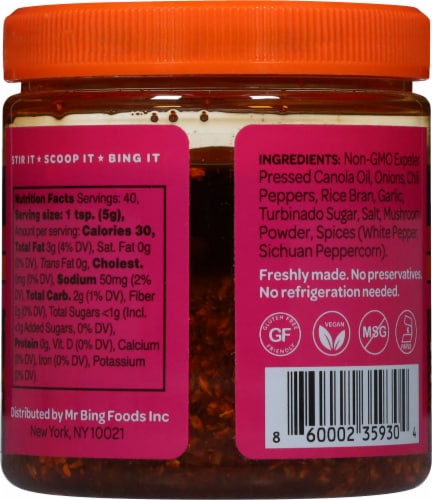 STIR IT ★ SCOOP IT ★ BING IT
Nutrition Facts Servings: 40,
Serving size: 1 tsp. (5g),
Amount per serving: Calories 30,
Total Fat 3g (4% DV), Sat. Fat 0g
(0% DV), Trans Fat 0g, Cholest.
0mg (0% DV), Sodium 50mg (2%
DV), Total Carb. 2g (1% DV), Fiber
0g (0% DV), Total Sugars <1g (Incl.
<1g Added Sugars, 0% DV),
Protein 0g, Vit. D (0% DV), Calcium
(0% DV), Iron (0% DV), Potassium
(0% DV).
Distributed by Mr Bing Foods Inc
New York, NY 10021
INGREDIENTS: Non-GMO Expeller
Pressed Canola Oil, Onions, Chili
Peppers, Rice Bran, Garlic,
Turbinado Sugar, Salt, Mushroom
Powder, Spices (White Pepper,
Sichuan Peppercorn).
Freshly made. No preservatives.
No refrigeration needed.
GLUTEN FREE
GF
FRIENDLY
VEGAN
MSG
8 60002 35930 4